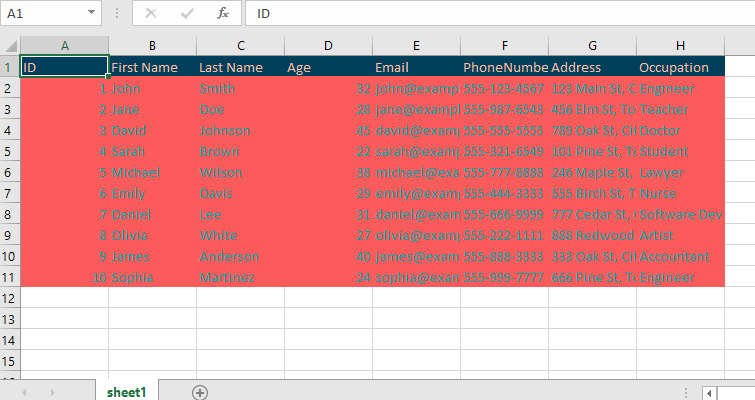 A1 fx ID
A B C D E F G H
1 ID First Name Last Name Age Email PhoneNumbe Address Occupation
2 1 John Smith 32 john@examp 555-123-4567 123 Main St, C Engineer
3 2 Jane Doe 28 jane@exampl 555-987-6543 456 Elm St, To Teacher
4 3 David Johnson 45 david@exam 555-555-5555 789 Oak St, Ci Doctor
5 4 Sarah Brown 22 sarah@exam 555-321-6549 101 Pine St, To Student
6 5 Michael Wilson 38 michael@exa 555-777-8888 246 Maple St, Lawyer
7 6 Emily Davis 29 emily@exam 555-444-3333 555 Birch St, T Nurse
8 7 Daniel Lee 31 daniel@exam 555-666-9999 777 Cedar St, Software Dev
9 8 Olivia White 27 olivia@exam 555-222-1111 888 Redwood Artist
10 9 James Anderson 40 james@exam 555-888-3333 333 Oak St, Ci Accountant
11 10 Sophia Martinez 24 sophia@exam 555-999-7777 666 Pine St, To Engineer
12
13
14
15
sheet1